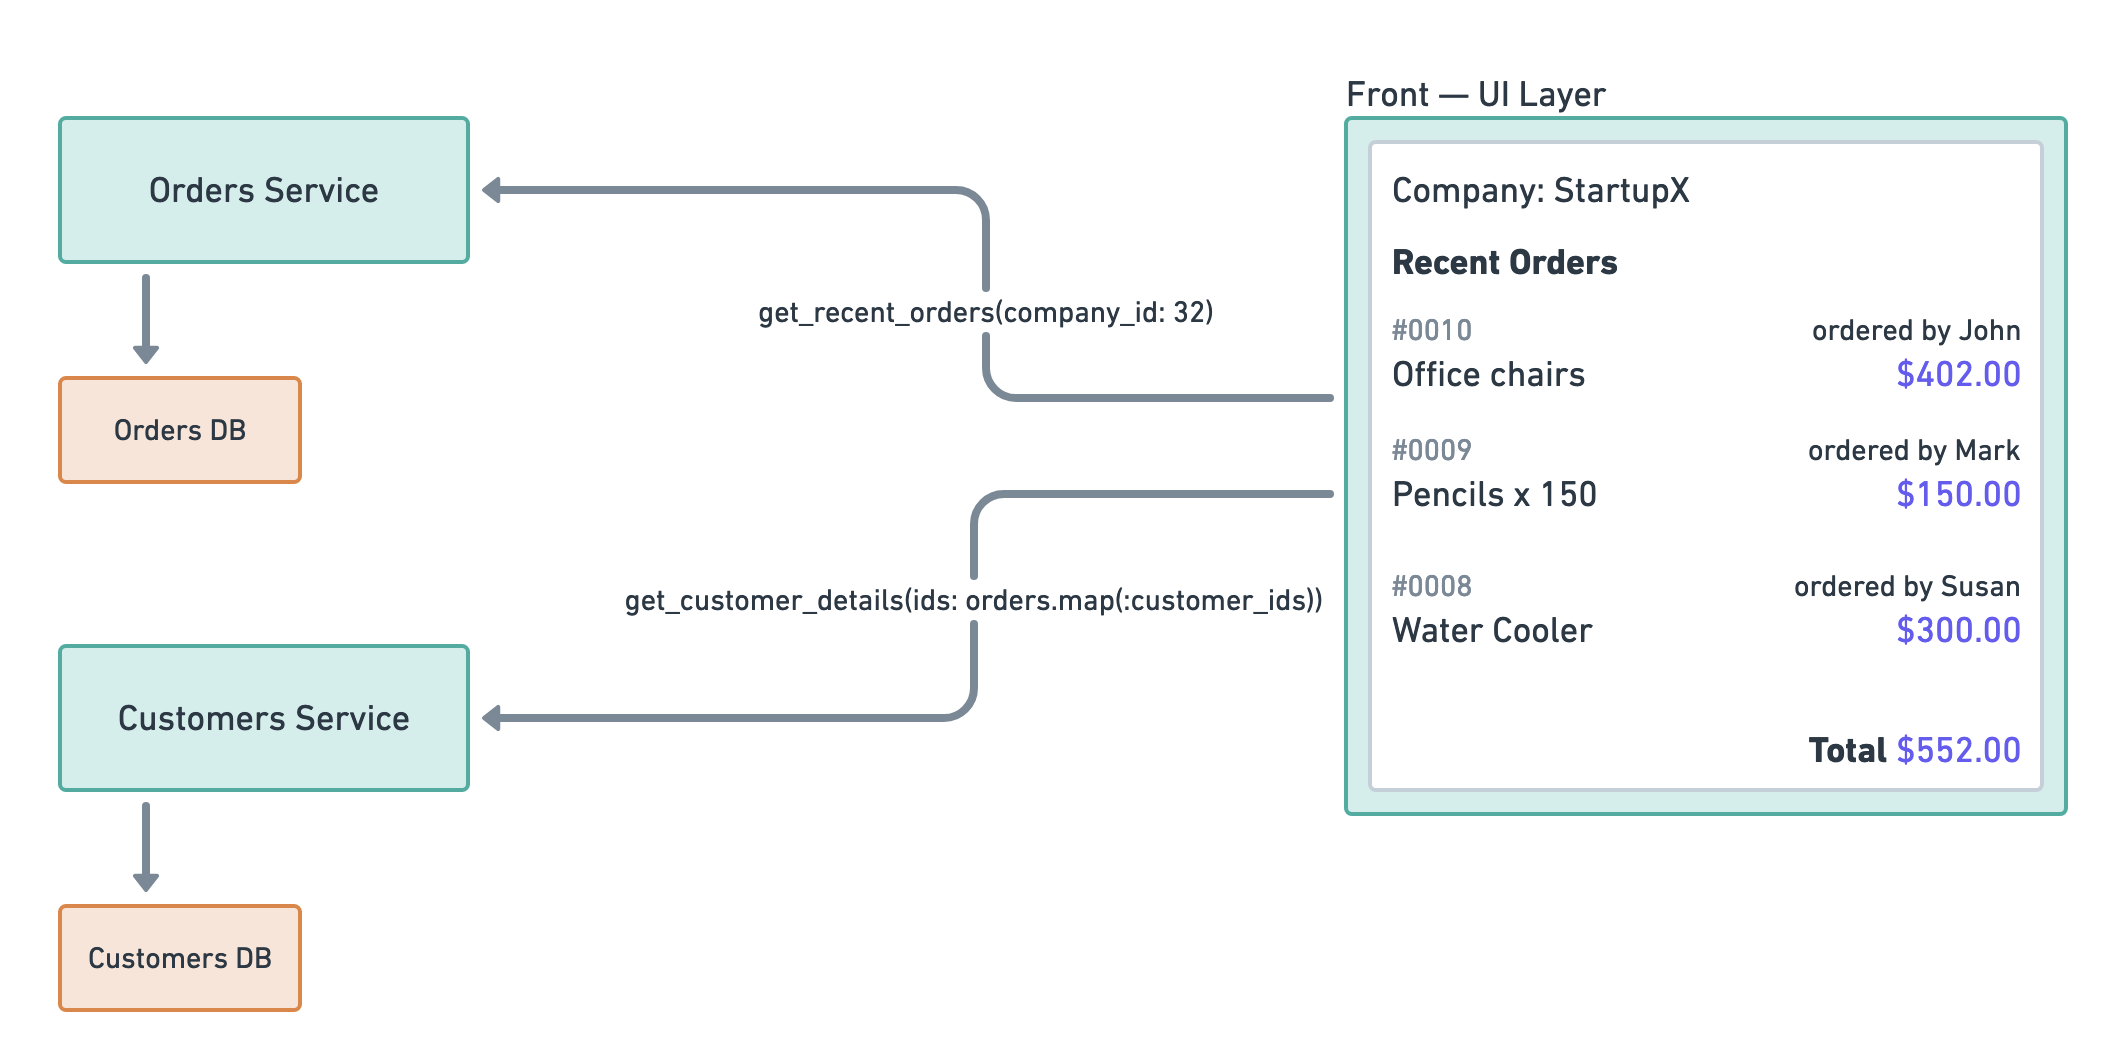 Front — UI Layer
Orders Service
Orders DB
get_recent_orders(company_id: 32)
get_customer_details(ids: orders.map(:customer_ids))
Customers Service
Customers DB
Company: StartupX
Recent Orders
#0010 ordered by John
Office chairs $402.00
#0009 ordered by Mark
Pencils x 150 $150.00
#0008 ordered by Susan
Water Cooler $300.00
Total $552.00